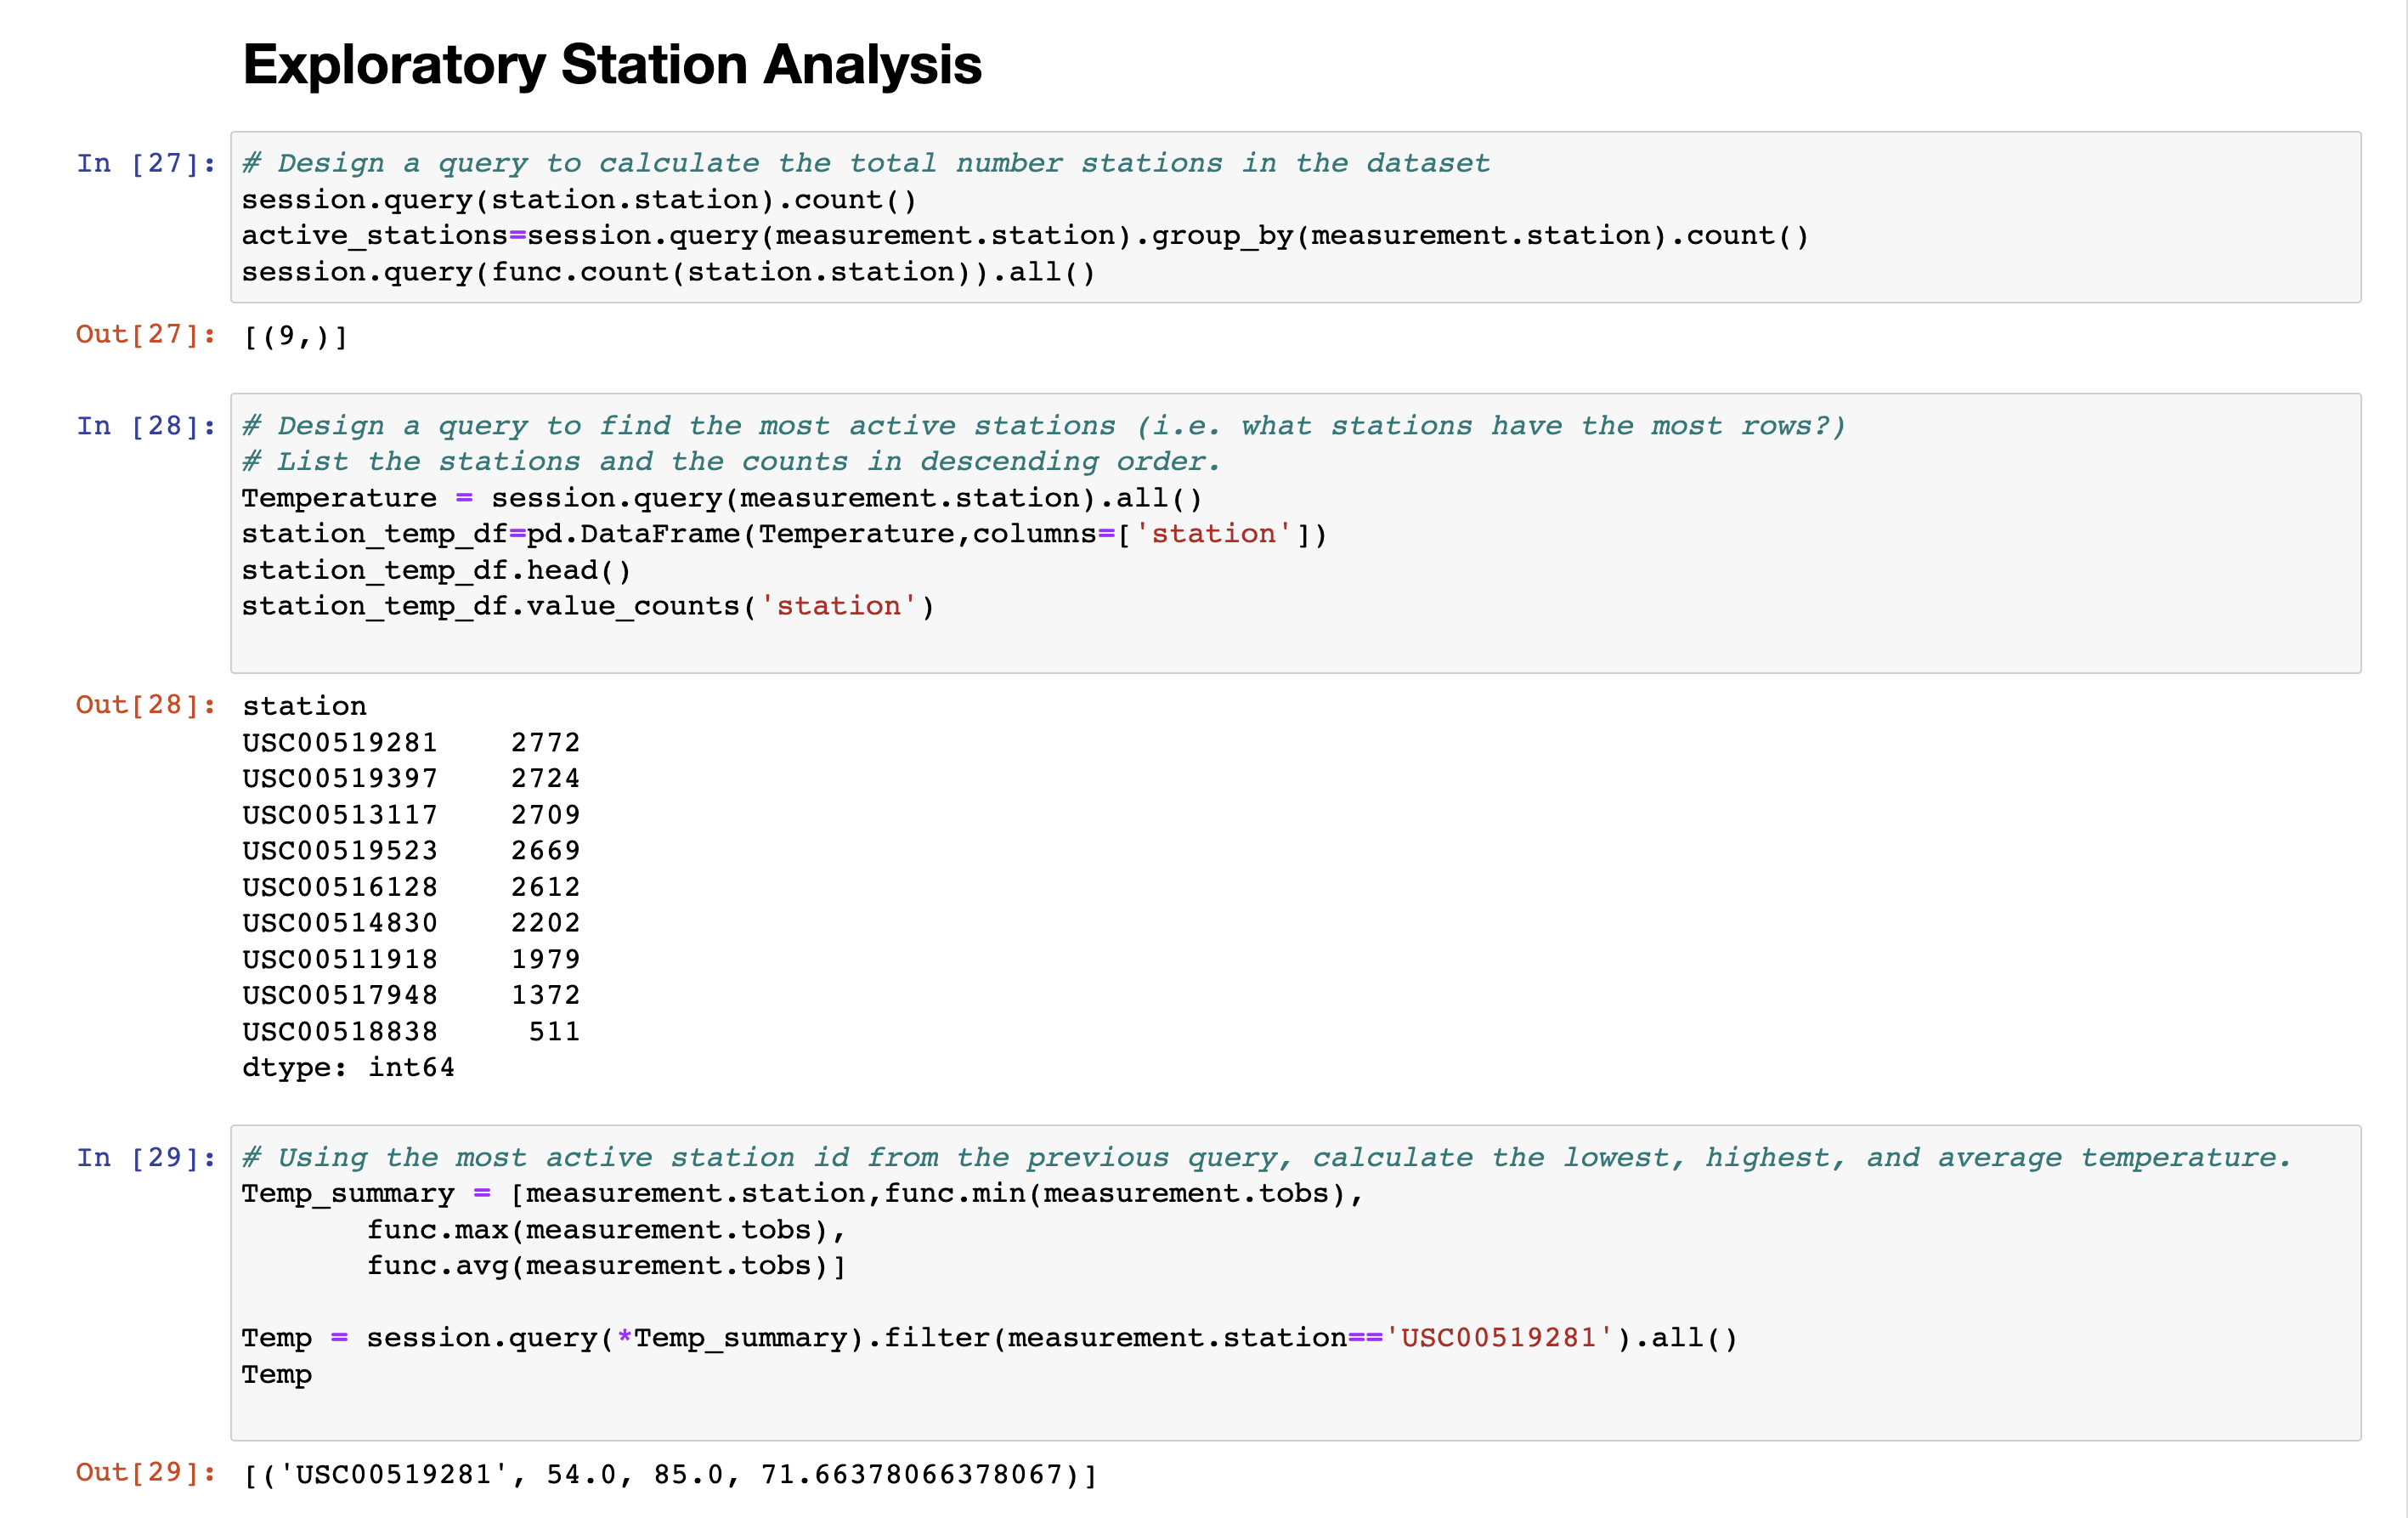 Exploratory Station Analysis
In [27]:
# Design a query to calculate the total number stations in the dataset
session.query(station.station).count()
active_stations=session.query(measurement.station).group_by(measurement.station).count()
session.query(func.count(station.station)).all()
Out[27]:
[(9,)]
In [28]:
# Design a query to find the most active stations (i.e. what stations have the most rows?)
# List the stations and the counts in descending order.
Temperature = session.query(measurement.station).all()
station_temp_df=pd.DataFrame(Temperature,columns=['station'])
station_temp_df.head()
station_temp_df.value_counts('station')
Out[28]:
station
USC00519281    2772
USC00519397    2724
USC00513117    2709
USC00519523    2669
USC00516128    2612
USC00514830    2202
USC00511918    1979
USC00517948    1372
USC00518838     511
dtype: int64
In [29]:
# Using the most active station id from the previous query, calculate the lowest, highest, and average temperature.
Temp_summary = [measurement.station,func.min(measurement.tobs),
       func.max(measurement.tobs),
       func.avg(measurement.tobs)]
Temp = session.query(*Temp_summary).filter(measurement.station=='USC00519281').all()
Temp
Out[29]:
[('USC00519281', 54.0, 85.0, 71.66378066378067)]